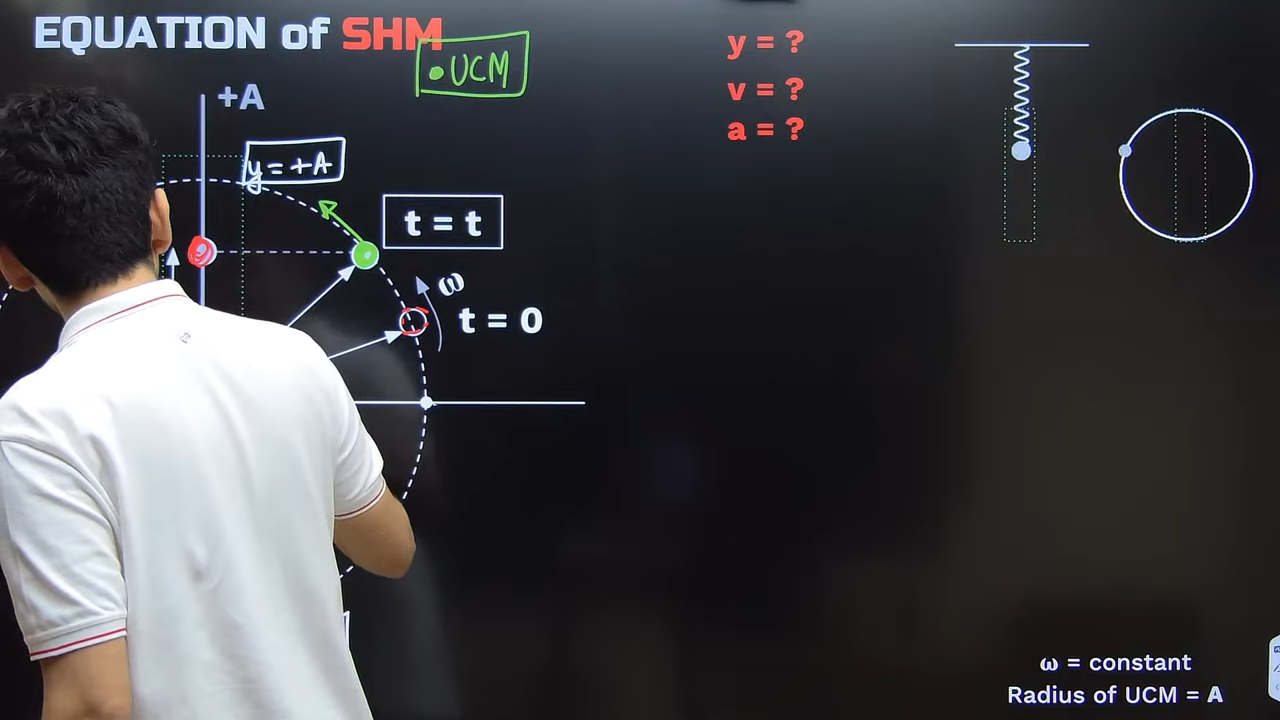 EQUATION of SHM
• UCM
+A
y = +A
t = t
ω
t = 0
y = ?
v = ?
a = ?
ω = constant
Radius of UCM = A